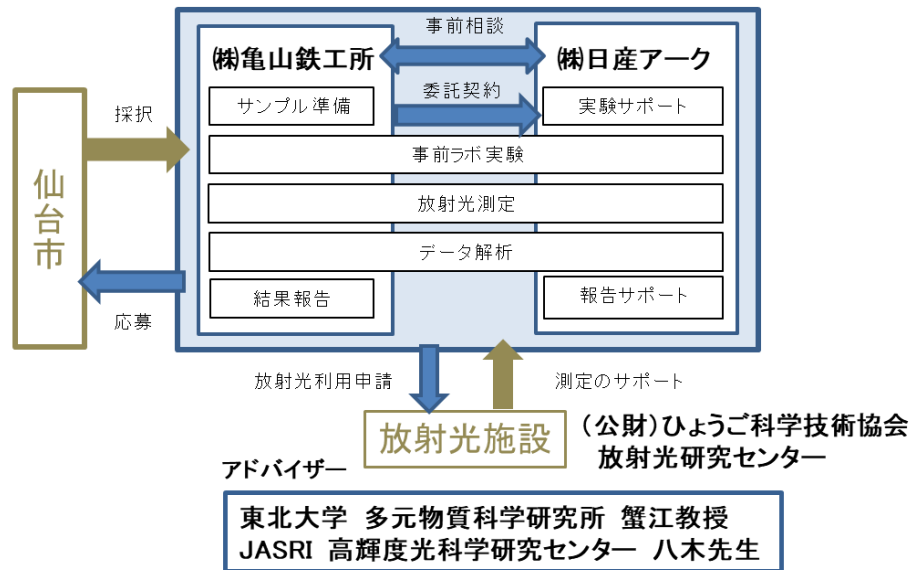 事前相談
㈱亀山鉄工所
㈱日産アーク
委託契約
サンプル準備
実験サポート
採択
事前ラボ実験
仙台市
放射光測定
データ解析
結果報告
報告サポート
応募
放射光利用申請
測定のサポート
放射光施設
（公財）ひょうご科学技術協会
放射光研究センター
アドバイザー
東北大学 多元物質科学研究所 蟹江教授
JASRI 高輝度光科学研究センター 八木先生